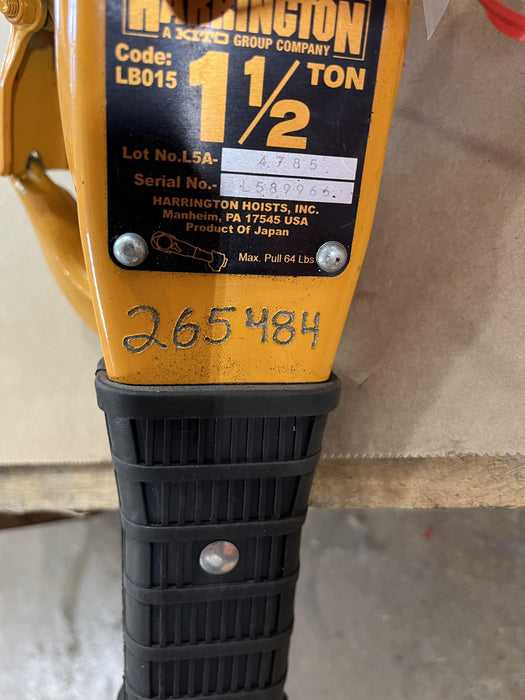 HARRINGTON
A KITO GROUP COMPANY
Code:
LB015
1 1/2 TON
Lot No.L5A- 4785
Serial No.- L589966
HARRINGTON HOISTS, INC.
Manheim, PA 17545 USA
Product Of Japan
Max. Pull 64 Lbs
265484